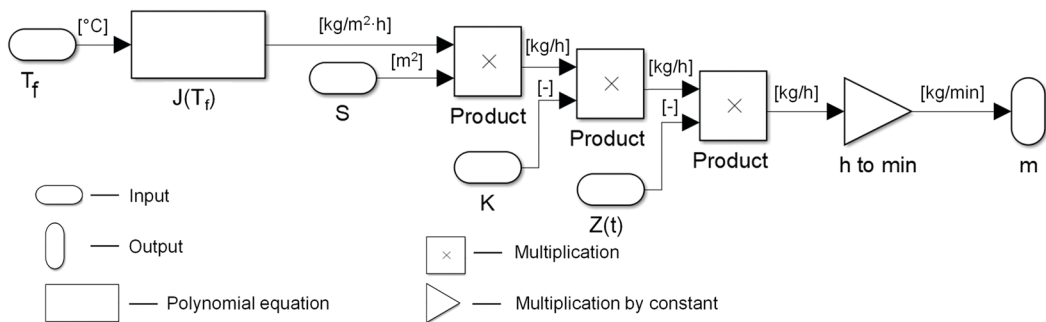 [°C]
T_f
J(T_f)
[kg/m²·h]
[m²]
S
×
Product
[kg/h]
[-]
K
×
Product
[kg/h]
[-]
Z(t)
×
Product
[kg/h]
h to min
[kg/min]
m
Input
Output
Polynomial equation
×
Multiplication
Multiplication by constant